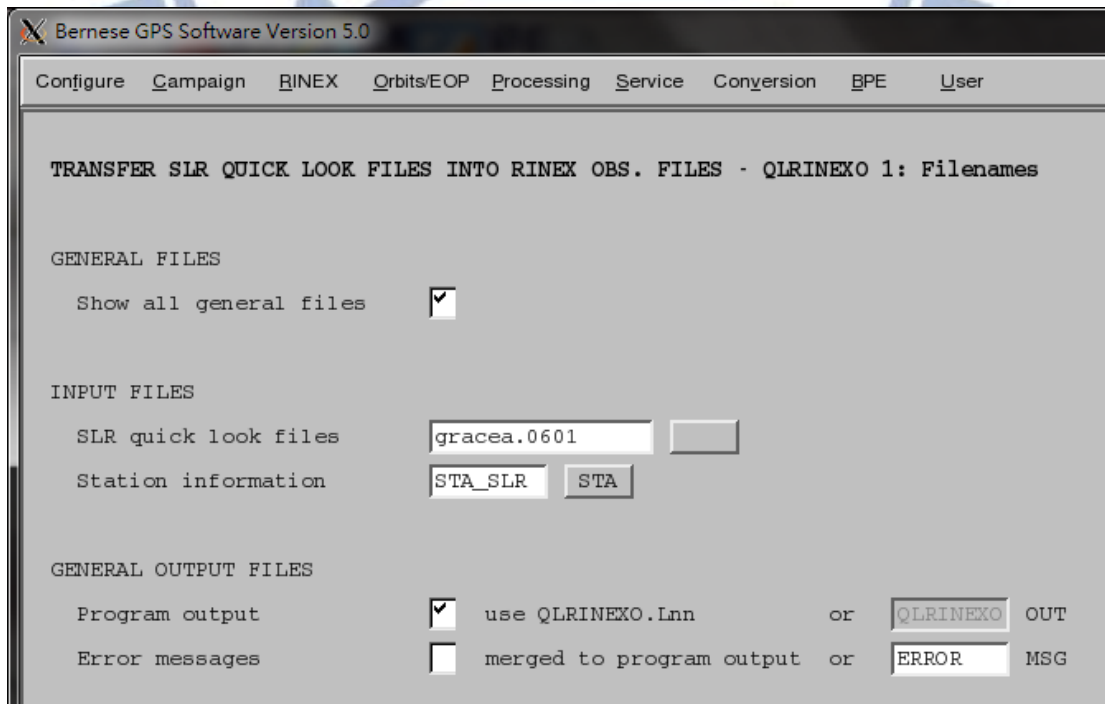 Bernese GPS Software Version 5.0
Configure Campaign RINEX Orbits/EOP Processing Service Conversion BPE User
TRANSFER SLR QUICK LOOK FILES INTO RINEX OBS. FILES - QLRINEXO 1: Filenames
GENERAL FILES
Show all general files
INPUT FILES
SLR quick look files gracea.0601
Station information STA_SLR STA
GENERAL OUTPUT FILES
Program output use QLRINEXO.Lnn or QLRINEXO OUT
Error messages merged to program output or ERROR MSG